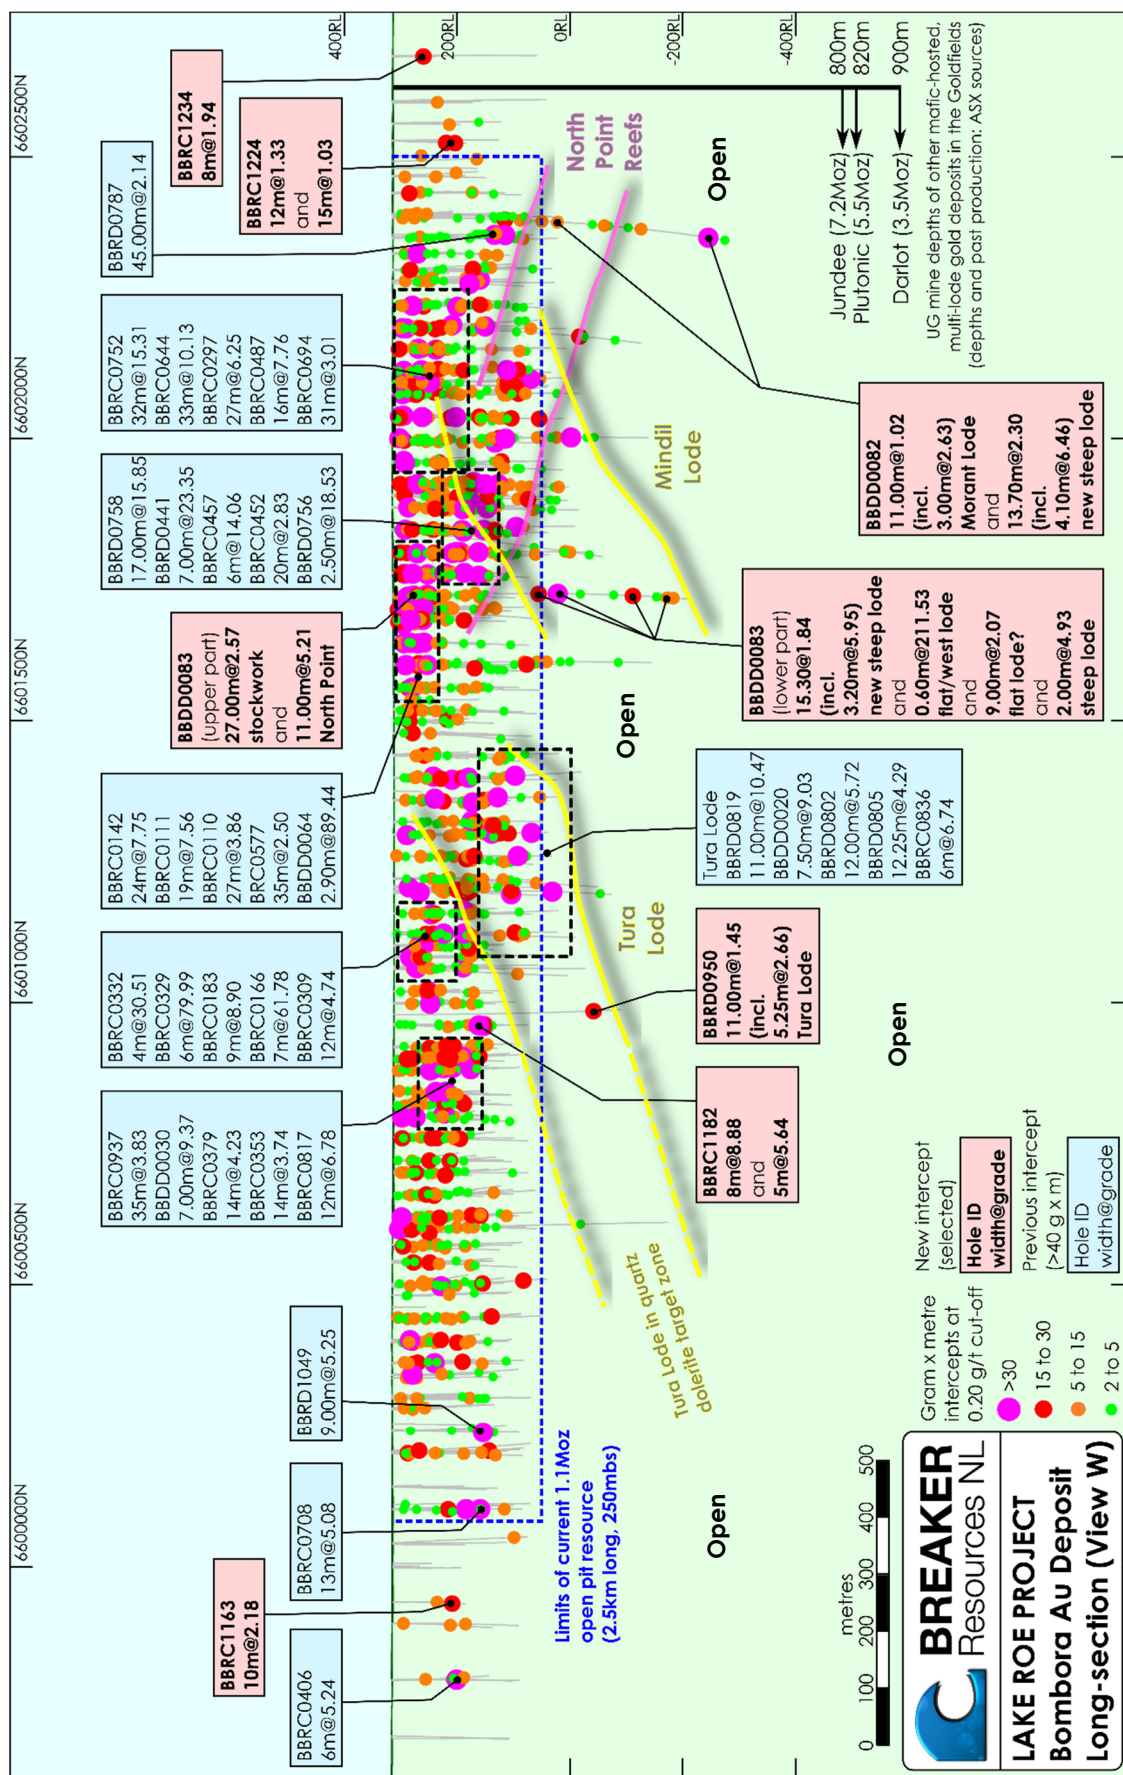 6600000N
6600500N
6601000N
6601500N
6602000N
6602500N
400RL
200RL
0RL
-200RL
-400RL
BBRC0406
6m@5.24
BBRC1163
10m@2.18
BBRC0708
13m@5.08
BBRD1049
9.00m@5.25
BBRC0937
35m@3.83
BBDD0030
7.00m@9.37
BBRC0379
14m@4.23
BBRC0353
14m@3.74
BBRC0817
12m@6.78
BBRC0332
4m@30.51
BBRC0329
6m@79.99
BBRC0183
9m@8.90
BBRC0166
7m@61.78
BBRC0309
12m@4.74
BBRC0142
24m@7.75
BBRC0111
19m@7.56
BBRC0110
27m@3.86
BRC0577
35m@2.50
BBDD0064
2.90m@89.44
BBDD0083
(upper part)
27.00m@2.57
stockwork
and
11.00m@5.21
North Point
BBRD0758
17.00m@15.85
BBRD0441
7.00m@23.35
BBRC0457
6m@14.06
BBRC0452
20m@2.83
BBRD0756
2.50m@18.53
BBRC0752
32m@15.31
BBRC0644
33m@10.13
BBRC0297
27m@6.25
BBRC0487
16m@7.76
BBRC0694
31m@3.01
BBRD0787
45.00m@2.14
BBRC1234
8m@1.94
BBRC1224
12m@1.33
and
15m@1.03
North
Point
Reefs
Mindil
Lode
Tura
Lode
Open
Open
Open
Open
Limits of current 1.1Moz
open pit resource
(2.5km long, 250mbs)
Tura Lode in quartz
dolerite target zone
BBRC1182
8m@8.88
and
5m@5.64
BBRD0950
11.00m@1.45
(incl.
5.25m@2.66)
Tura Lode
Tura Lode
BBRD0819
11.00m@10.47
BBDD0020
7.50m@9.03
BBRD0802
12.00m@5.72
BBRD0805
12.25m@4.29
BBRC0836
6m@6.74
BBDD0083
(lower part)
15.30@1.84
(incl.
3.20m@5.95)
new steep lode
and
0.60m@211.53
flat/west lode
and
9.00m@2.07
flat lode?
and
2.00m@4.93
steep lode
BBDD0082
11.00m@1.02
(incl.
3.00m@2.63)
Morant Lode
and
13.70m@2.30
(incl.
4.10m@6.46)
new steep lode
Jundee (7.2Moz) 800m
Plutonic (5.5Moz) 820m
Darlot (3.5Moz) 900m
UG mine depths of other mafic-hosted,
multi-lode gold deposits in the Goldfields
(depths and past production: ASX sources)
metres
0 100 200 300 400 500
BREAKER
Resources NL
LAKE ROE PROJECT
Bombora Au Deposit
Long-section (View W)
Gram x metre
intercepts at
0.20 g/t cut-off
>30
15 to 30
5 to 15
2 to 5
New intercept
(selected)
Hole ID
width@grade
Previous intercept
(>40 g x m)
Hole ID
width@grade